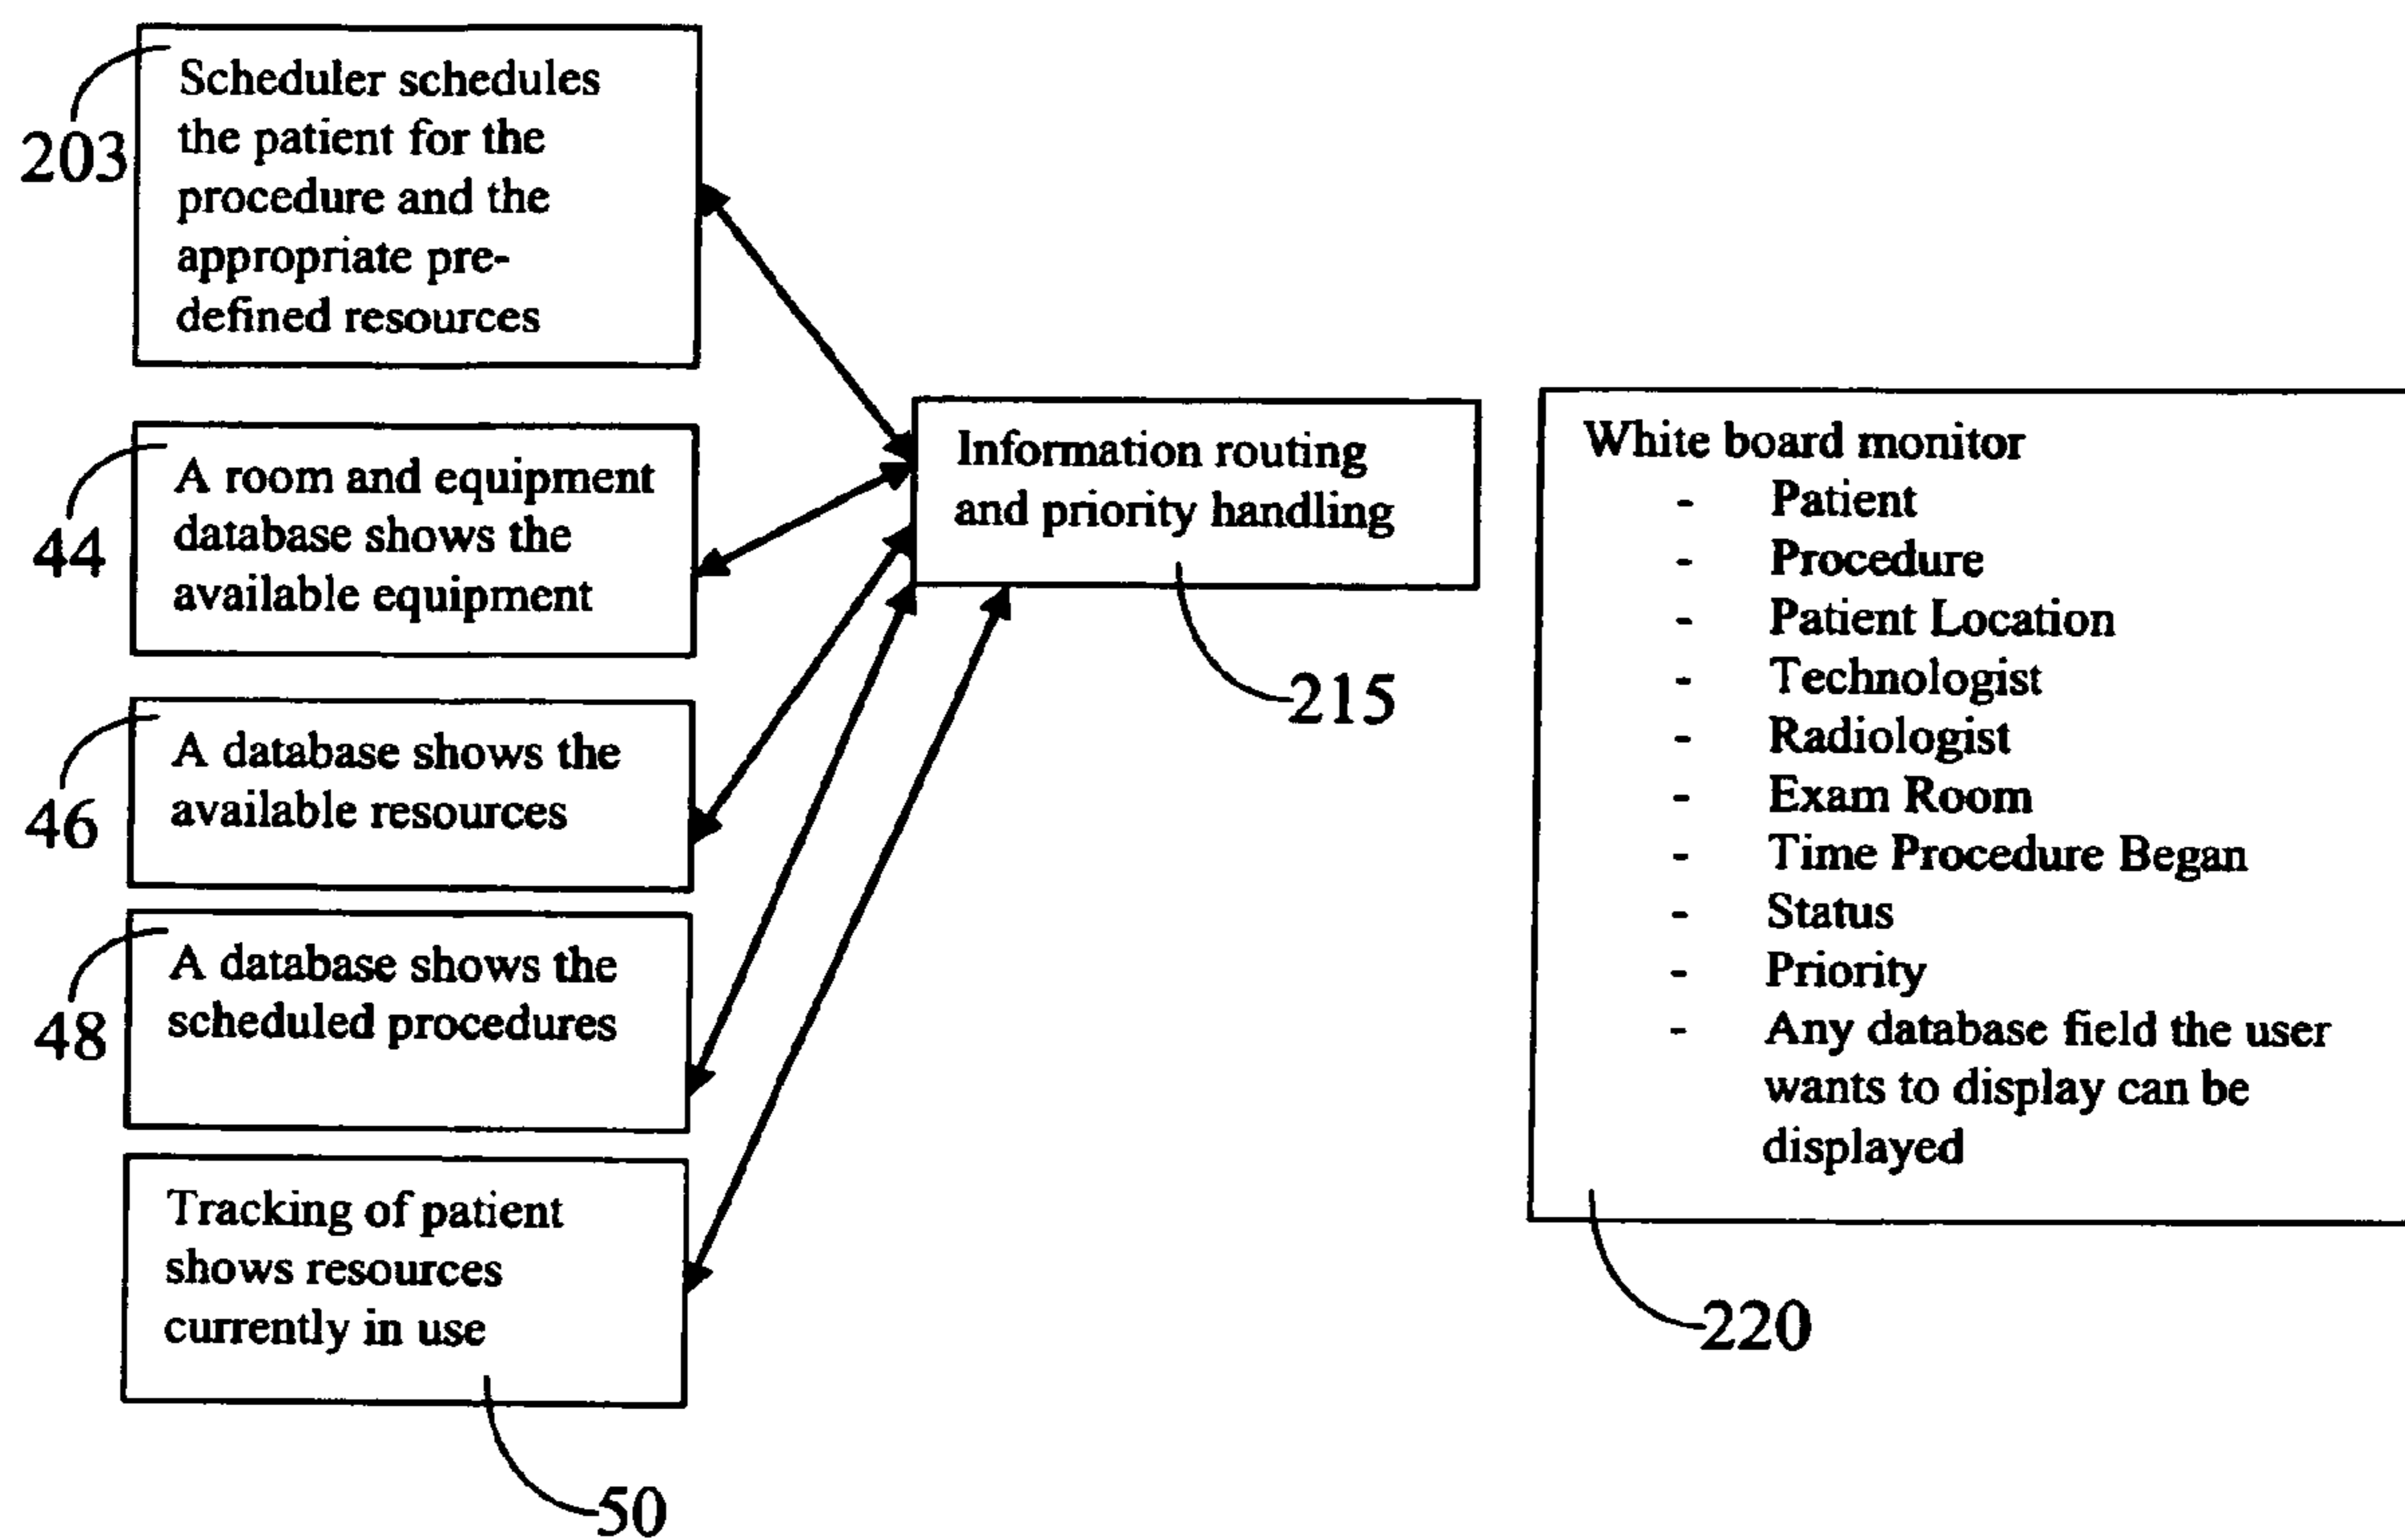 Scheduler schedules
the patient for the
procedure and the
appropriate pre-
defined resources
203
A room and equipment
database shows the
available equipment
44
A database shows the
available resources
46
A database shows the
scheduled procedures
48
Tracking of patient
shows resources
currently in use
50
Information routing
and priority handling
215
White board monitor
- Patient
- Procedure
- Patient Location
- Technologist
- Radiologist
- Exam Room
- Time Procedure Began
- Status
- Priority
- Any database field the user
wants to display can be
displayed
220